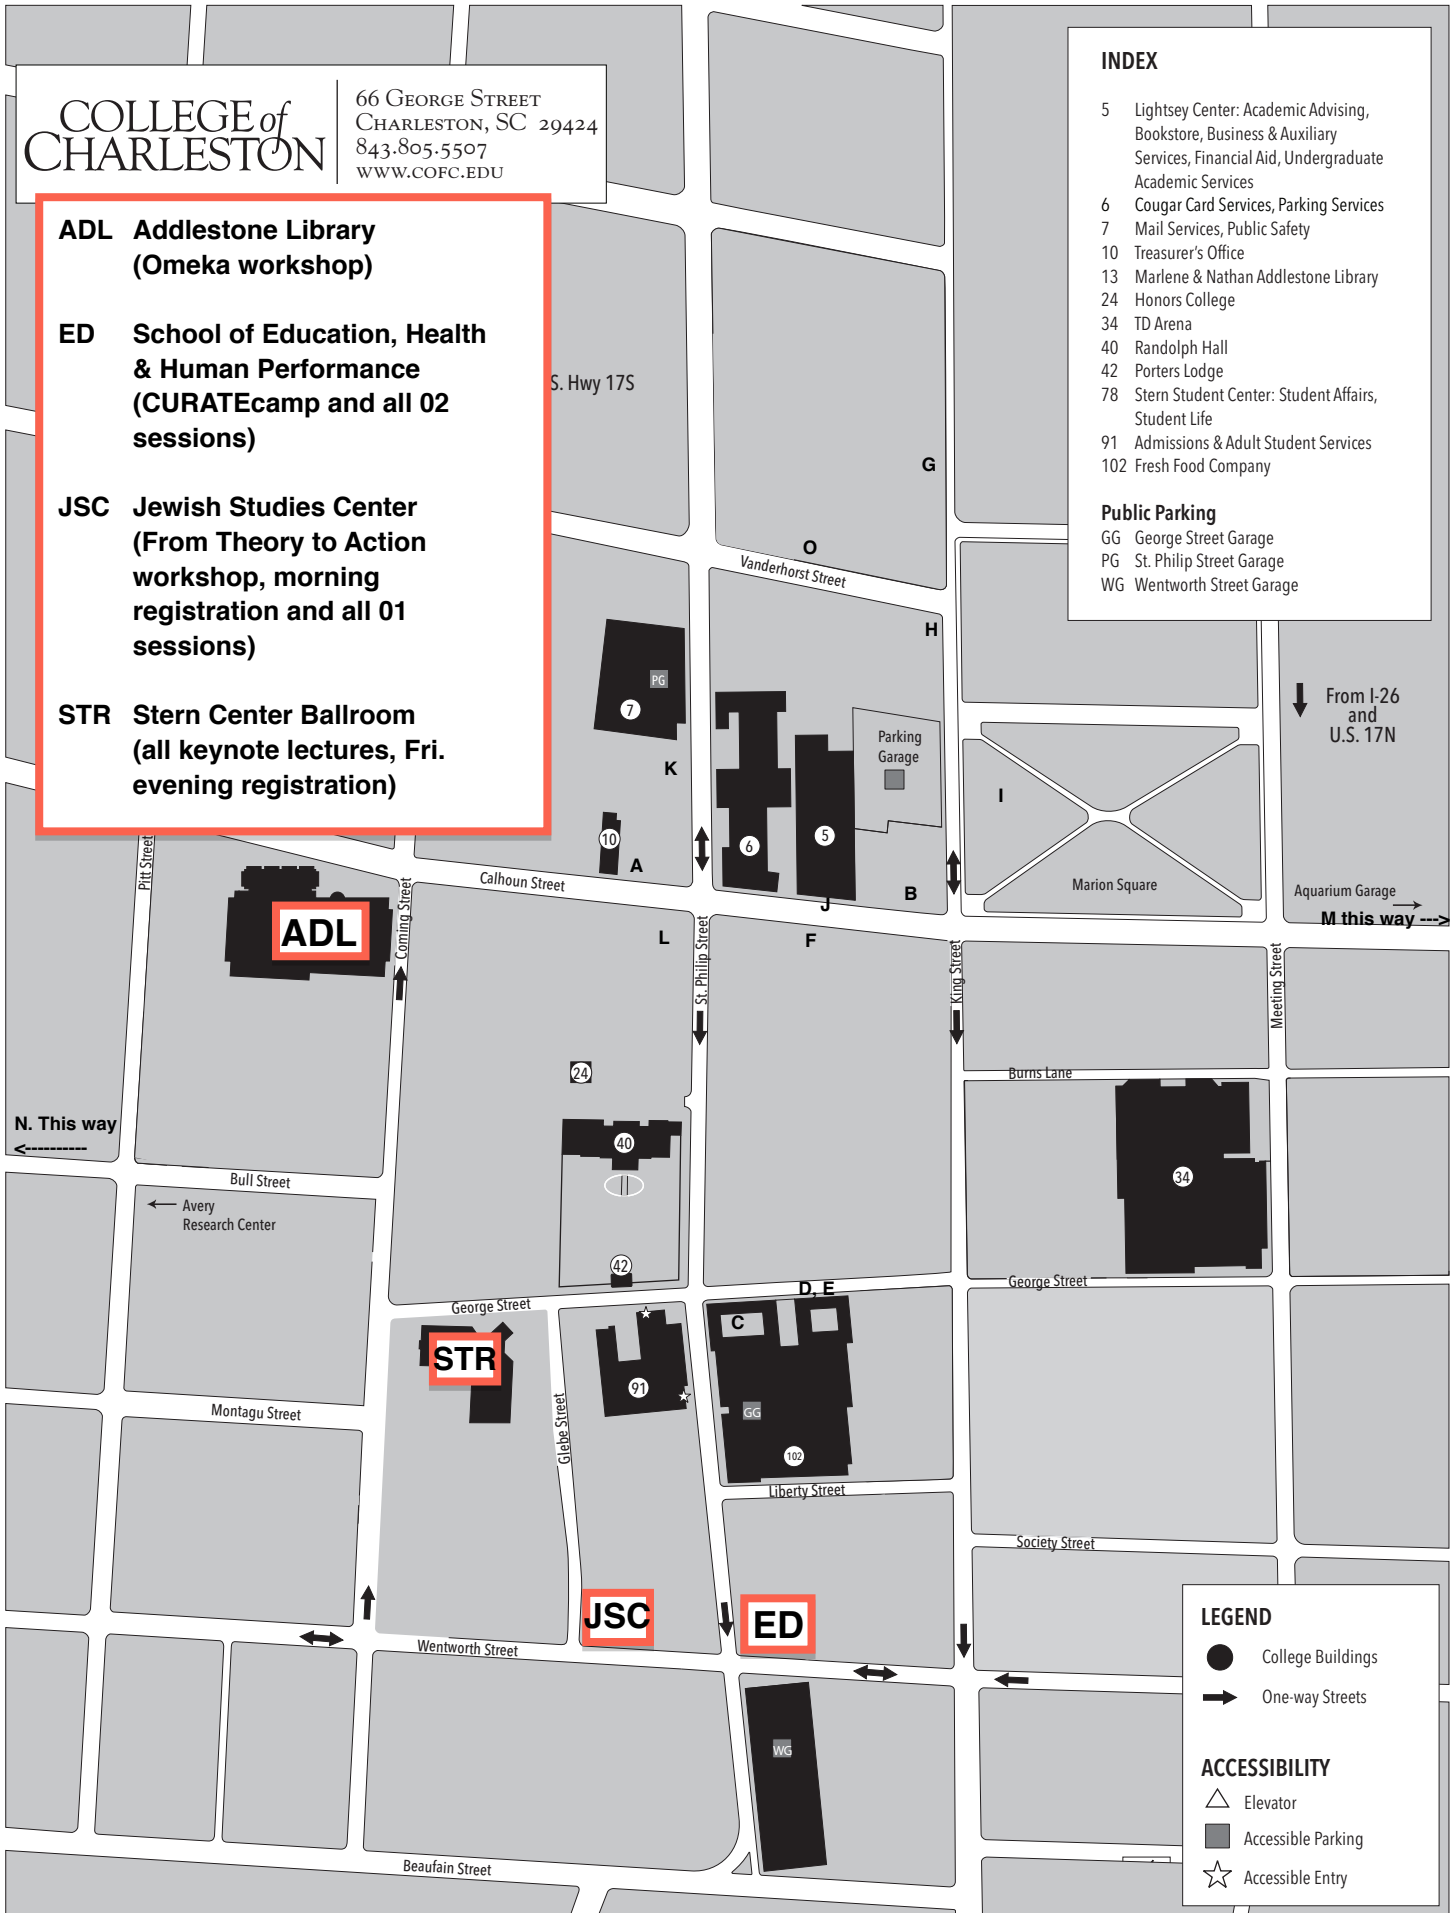 COLLEGE of
CHARLESTON
66 George Street
Charleston, SC 29424
843.805.5507
www.cofc.edu
ADL Addlestone Library
(Omeka workshop)
ED School of Education, Health
& Human Performance
(CURATEcamp and all 02
sessions)
JSC Jewish Studies Center
(From Theory to Action
workshop, morning
registration and all 01
sessions)
STR Stern Center Ballroom
(all keynote lectures, Fri.
evening registration)
INDEX
5 Lightsey Center: Academic Advising,
Bookstore, Business & Auxiliary
Services, Financial Aid, Undergraduate
Academic Services
6 Cougar Card Services, Parking Services
7 Mail Services, Public Safety
10 Treasurer's Office
13 Marlene & Nathan Addlestone Library
24 Honors College
34 TD Arena
40 Randolph Hall
42 Porters Lodge
78 Stern Student Center: Student Affairs,
Student Life
91 Admissions & Adult Student Services
102 Fresh Food Company
Public Parking
GG George Street Garage
PG St. Philip Street Garage
WG Wentworth Street Garage
S. Hwy 17S
G
O
Vanderhorst Street
H
PG
7
From I-26
and
U.S. 17N
Parking
Garage
K
I
10
6
5
A
Pitt Street
Calhoun Street
Marion Square
B
J
Aquarium Garage
M this way --->
ADL
Coming Street
L
F
St. Philip Street
King Street
Meeting Street
24
Burns Lane
N. This way
<----------
40
Bull Street
34
Avery
Research Center
42
George Street
D, E
George Street
C
STR
91
GG
Glebe Street
Montagu Street
102
Liberty Street
Society Street
JSC
ED
Wentworth Street
WG
Beaufain Street
LEGEND
College Buildings
One-way Streets
ACCESSIBILITY
Elevator
Accessible Parking
Accessible Entry